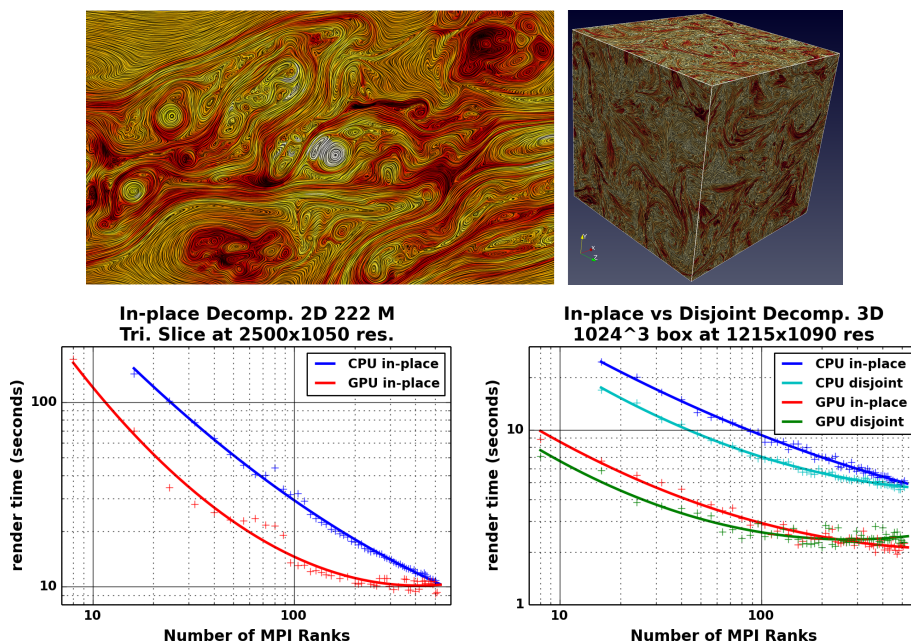 Y
X
Z
In-place Decomp. 2D 222 M
Tri. Slice at 2500x1050 res.
render time (seconds)
100
10
CPU in-place
GPU in-place
10
100
Number of MPI Ranks
In-place vs Disjoint Decomp. 3D
1024^3 box at 1215x1090 res
render time (seconds)
10
1
CPU in-place
CPU disjoint
GPU in-place
GPU disjoint
10
100
Number of MPI Ranks